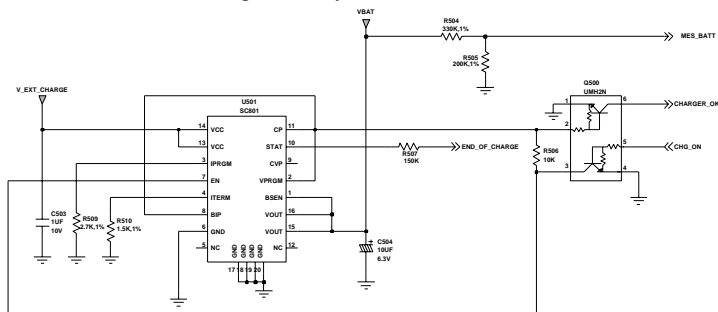 VBAT
R504
330K,1%
MES_BATT
R505
200K,1%
Q500
UMH2N
V_EXT_CHARGE
U501
SC801
1
6
CHARGER_OK
2
14
VCC
CP
11
13
VCC
STAT
10
3
IPRGM
CVP
9
7
EN
VPRGM
2
4
ITERM
BSEN
1
8
BIP
VOUT
16
6
GND
VOUT
15
5
NC
NC
12
GND
GND
GND
GND
17
18
19
20
R507
150K
END_OF_CHARGE
R506
10K
5
CHG_ON
3
4
C503
1UF
10V
R509
2.7K,1%
R510
1.5K,1%
+
C504
10UF
6.3V